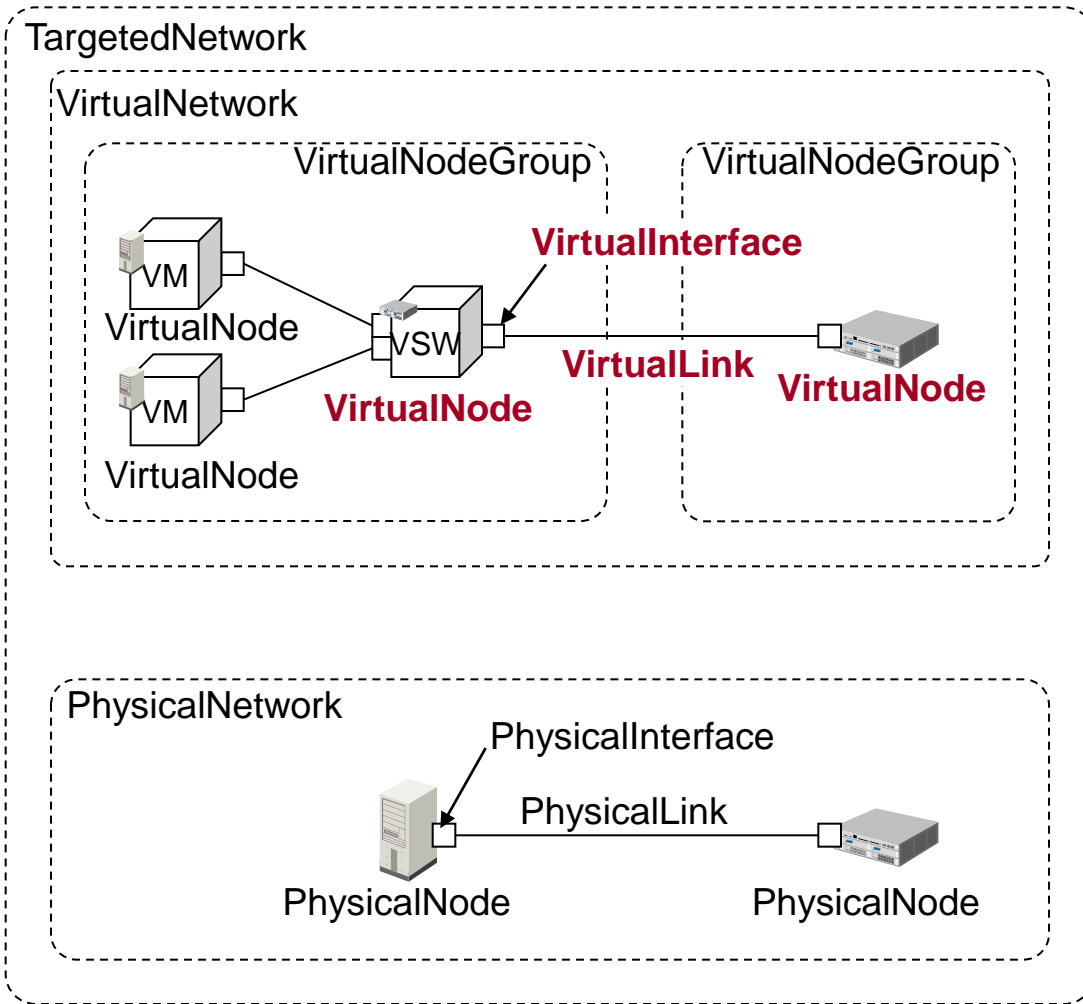 TargetedNetwork
VirtualNetwork
VirtualNodeGroup
VirtualNodeGroup
VirtualInterface
VM
VirtualNode
VSW
VirtualLink
VirtualNode
VirtualNode
VM
VirtualNode
PhysicalNetwork
PhysicalInterface
PhysicalLink
PhysicalNode
PhysicalNode